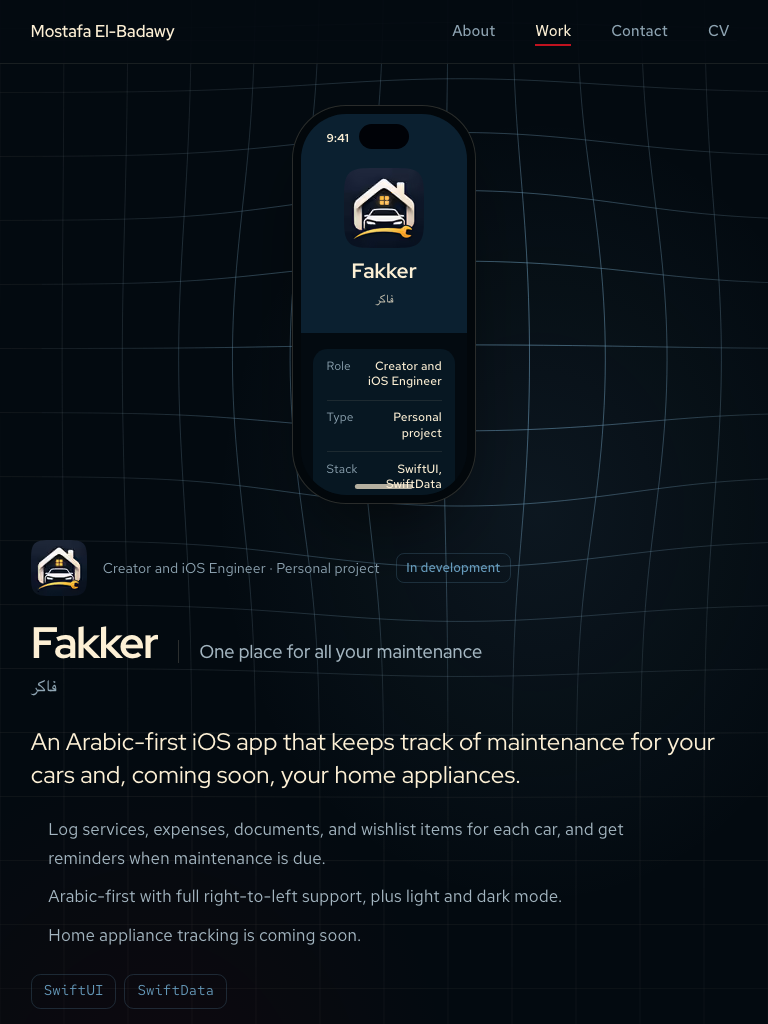 Mostafa El-Badawy
About
Work
Contact
CV
9:41
Fakker
فاكر
Role
Creator and
iOS Engineer
Type
Personal
project
Stack
SwiftUI,
SwiftData
Creator and iOS Engineer · Personal project
In development
Fakker
One place for all your maintenance
فاكر
An Arabic-first iOS app that keeps track of maintenance for your
cars and, coming soon, your home appliances.
Log services, expenses, documents, and wishlist items for each car, and get
reminders when maintenance is due.
Arabic-first with full right-to-left support, plus light and dark mode.
Home appliance tracking is coming soon.
SwiftUI
SwiftData